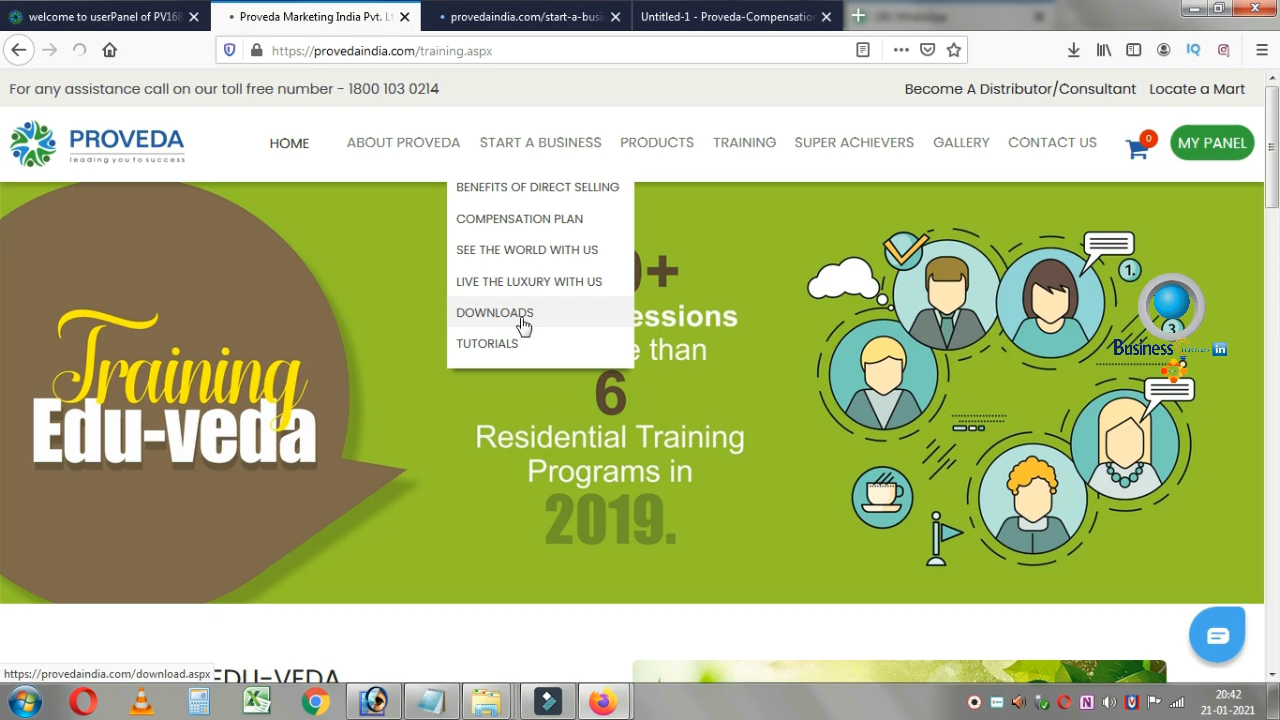 welcome to userPanel of PV168
Proveda Marketing India Pvt. L
provedaindia.com/start-a-busi
Untitled-1 - Proveda-Compensatio
https://provedaindia.com/training.aspx
For any assistance call on our toll free number - 1800 103 0214
Become A Distributor/Consultant
Locate a Mart
PROVEDA
leading you to success
HOME
ABOUT PROVEDA
START A BUSINESS
PRODUCTS
TRAINING
SUPER ACHIEVERS
GALLERY
CONTACT US
0
MY PANEL
BENEFITS OF DIRECT SELLING
COMPENSATION PLAN
SEE THE WORLD WITH US
LIVE THE LUXURY WITH US
DOWNLOADS
TUTORIALS
Training
Edu-veda
0+
essions
e than
6
Residential Training
Programs in
2019.
1.
3
Business
in
EDU-VEDA
https://provedaindia.com/download.aspx
20:42
21-01-2021